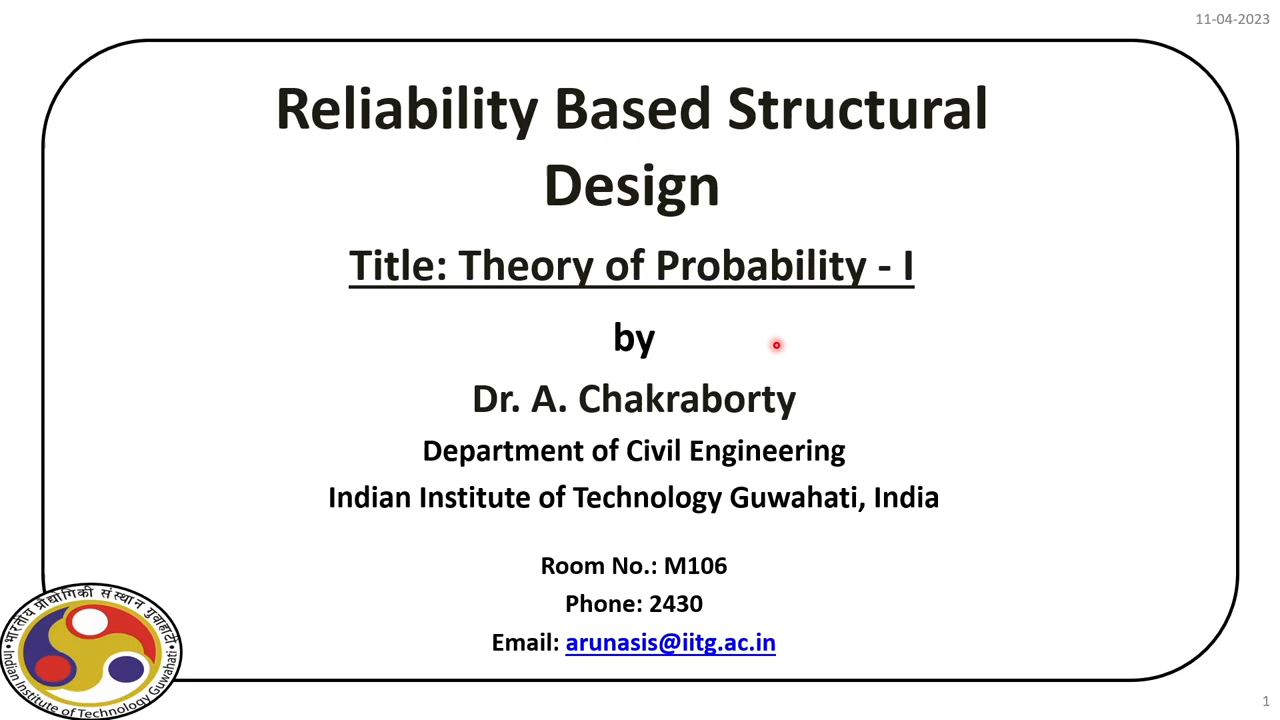 11-04-2023
Reliability Based Structural
Design
Title: Theory of Probability - I
by
Dr. A. Chakraborty
Department of Civil Engineering
Indian Institute of Technology Guwahati, India
Room No.: M106
Phone: 2430
Email: arunasis@iitg.ac.in
भारतीय प्रौद्योगिकी संस्थान गुवाहाटी
Indian Institute of Technology Guwahati
1